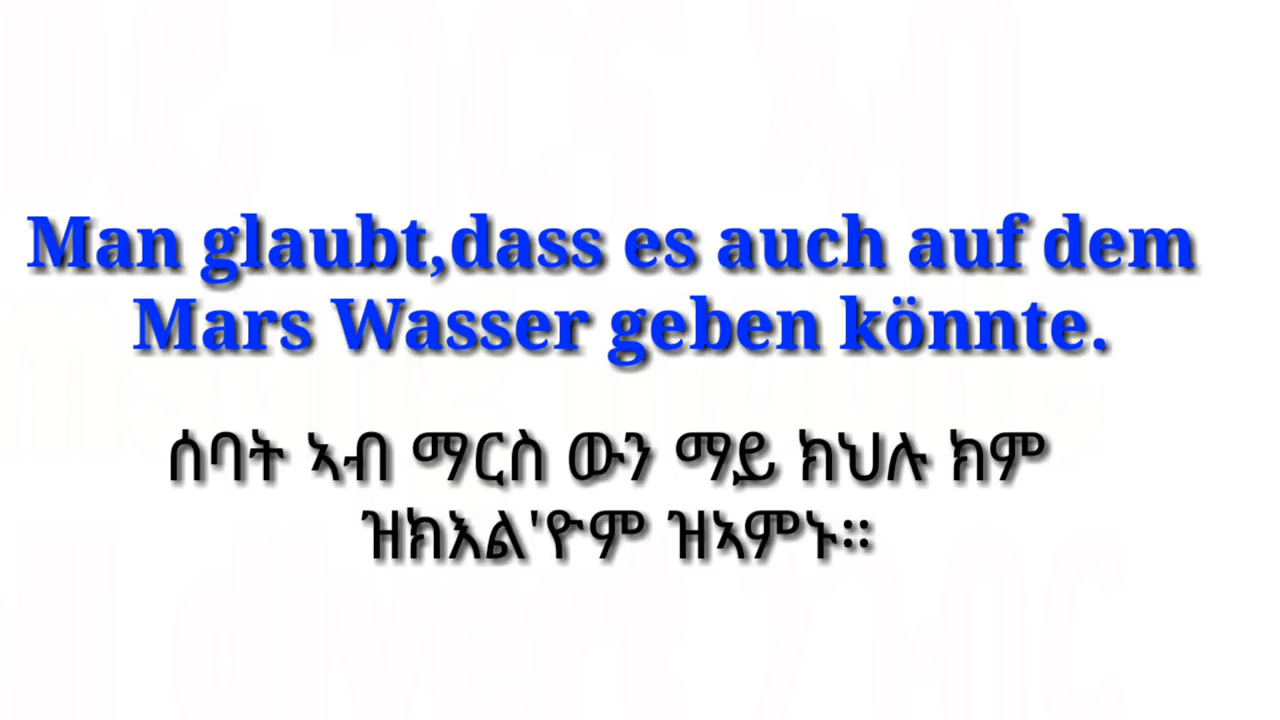 Man glaubt,dass es auch auf dem
Mars Wasser geben könnte.
ሰባት ኣብ ማርስ ውን ማይ ክህሉ ክም
ዝክእል'ዮም ዝኣምኑ።